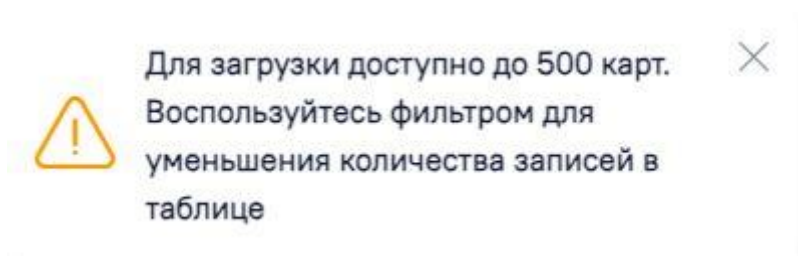 Для загрузки доступно до 500 карт.
Воспользуйтесь фильтром для
уменьшения количества записей в
таблице